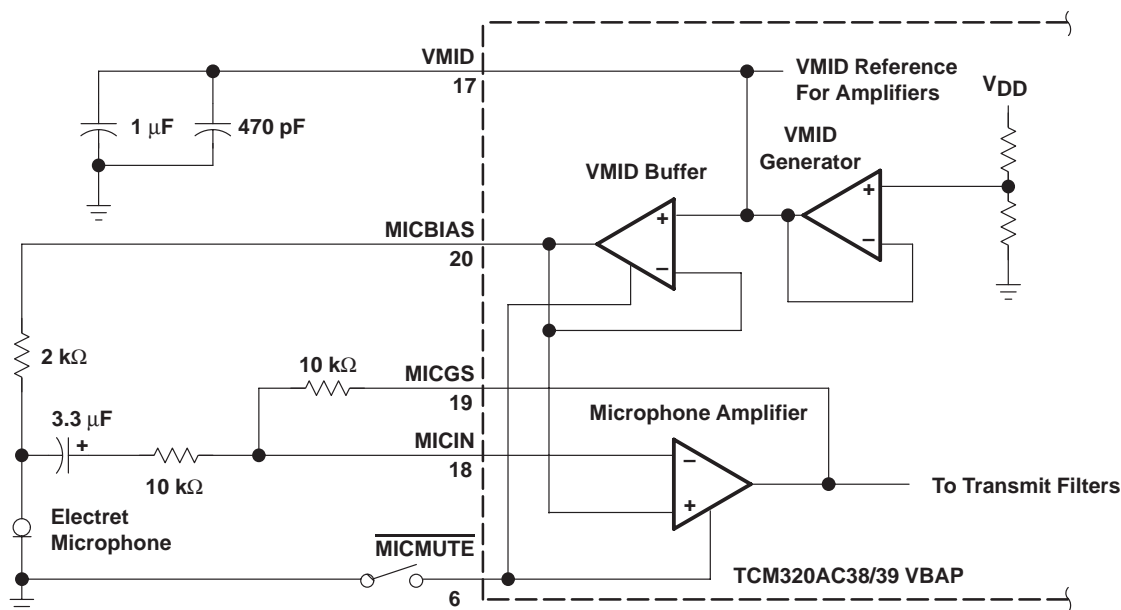 VMID
17
VMID Reference
For Amplifiers
VDD
1 μF
470 pF
VMID
Generator
VMID Buffer
+
–
+
–
MICBIAS
20
2 kΩ
10 kΩ
MICGS
19
Microphone Amplifier
3.3 μF
+
MICIN
18
10 kΩ
–
+
To Transmit Filters
Electret
Microphone
MICMUTE
6
TCM320AC38/39 VBAP